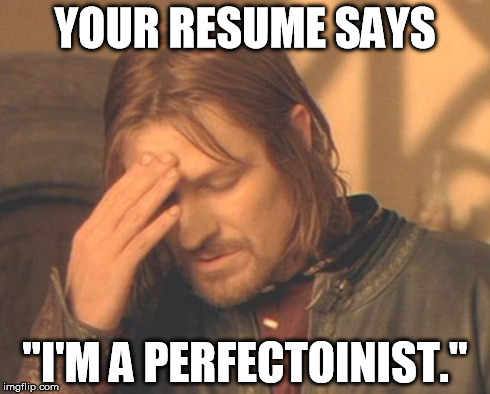 YOUR RESUME SAYS
"I'M A PERFECTOINIST."
imgflip.com